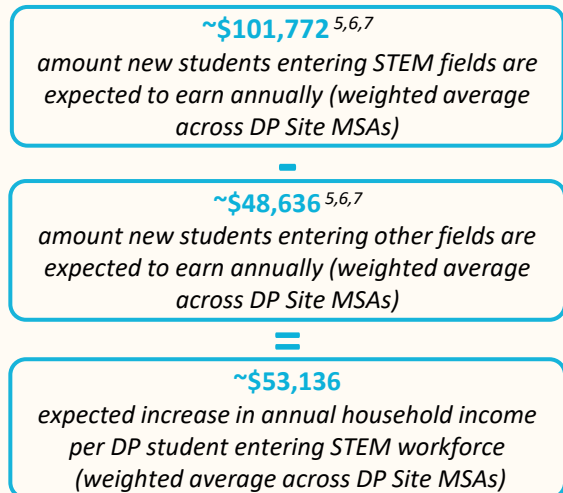 ~$101,772 5,6,7
amount new students entering STEM fields are
expected to earn annually (weighted average
across DP Site MSAs)
-
~$48,636 5,6,7
amount new students entering other fields are
expected to earn annually (weighted average
across DP Site MSAs)
=
~$53,136
expected increase in annual household income
per DP student entering STEM workforce
(weighted average across DP Site MSAs)